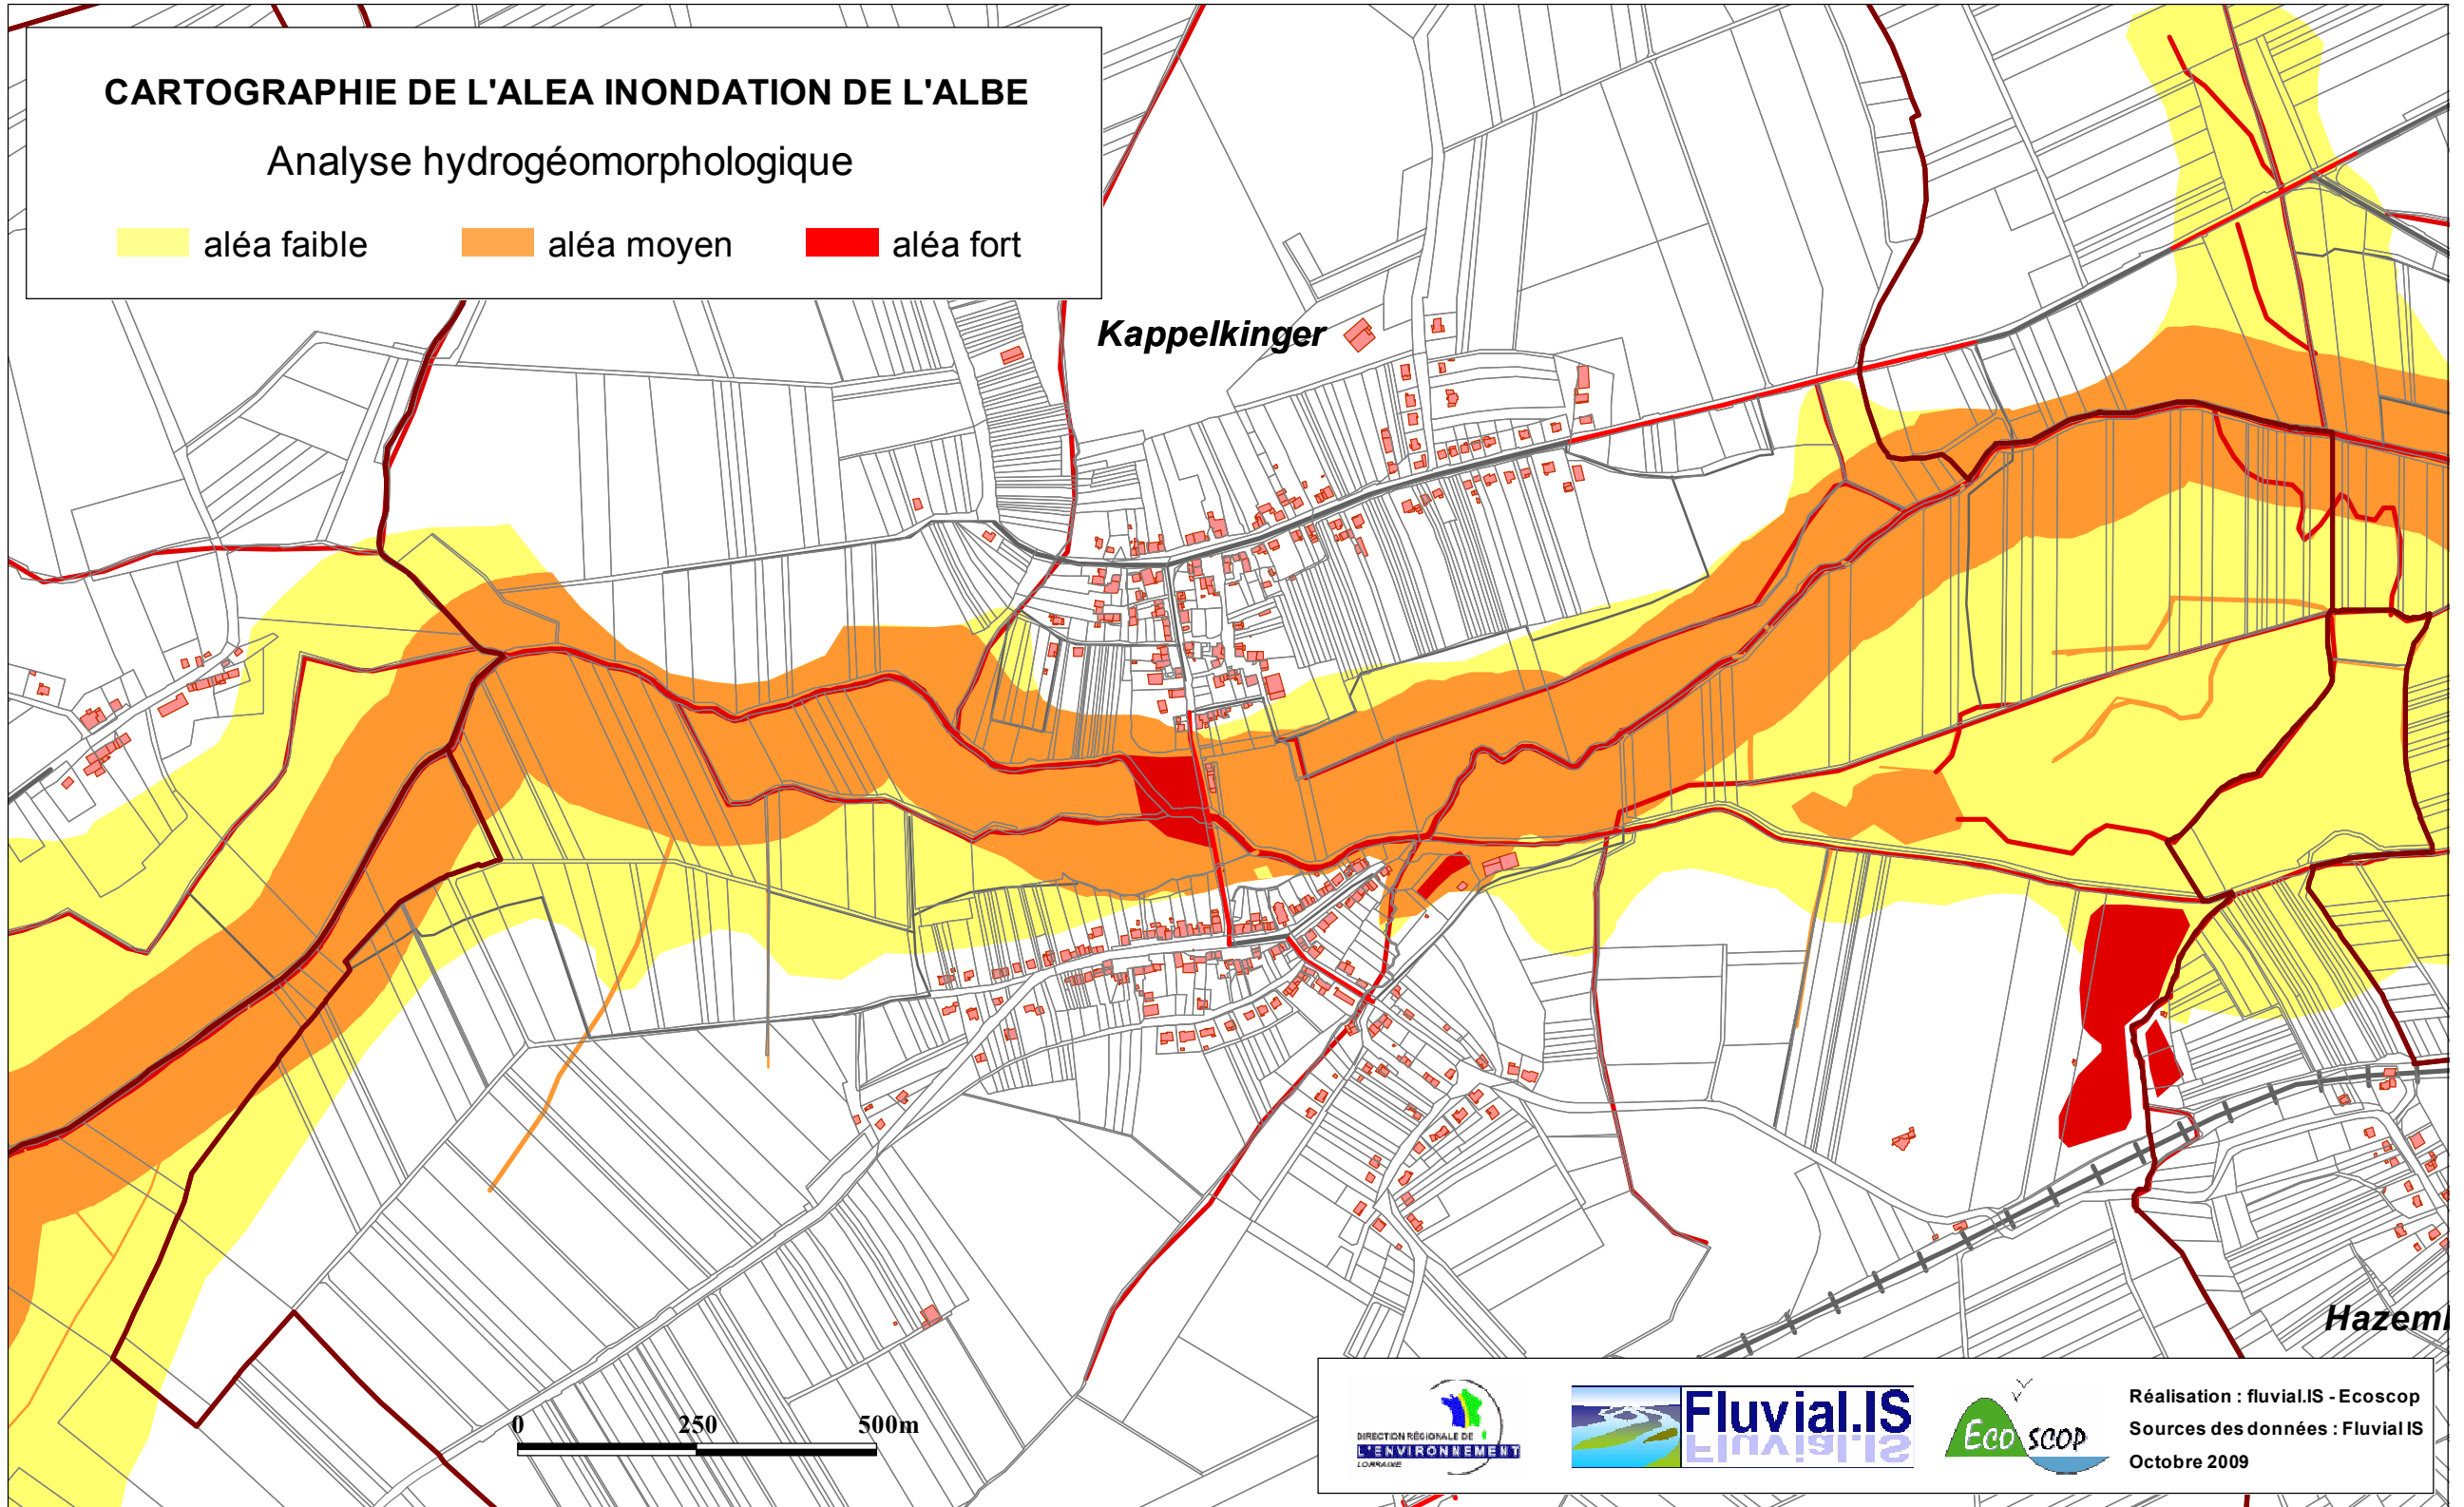 CARTOGRAPHIE DE L'ALEA INONDATION DE L'ALBE
Analyse hydrogéomorphologique
aléa faible aléa moyen aléa fort
Kappelkinger
Hazem
0 250 500m
DIRECTION RÉGIONALE DE
L'ENVIRONNEMENT
LORRAINE
Fluvial.IS
Eco SCOP
Réalisation : fluvial.IS - Ecoscop
Sources des données : Fluvial IS
Octobre 2009